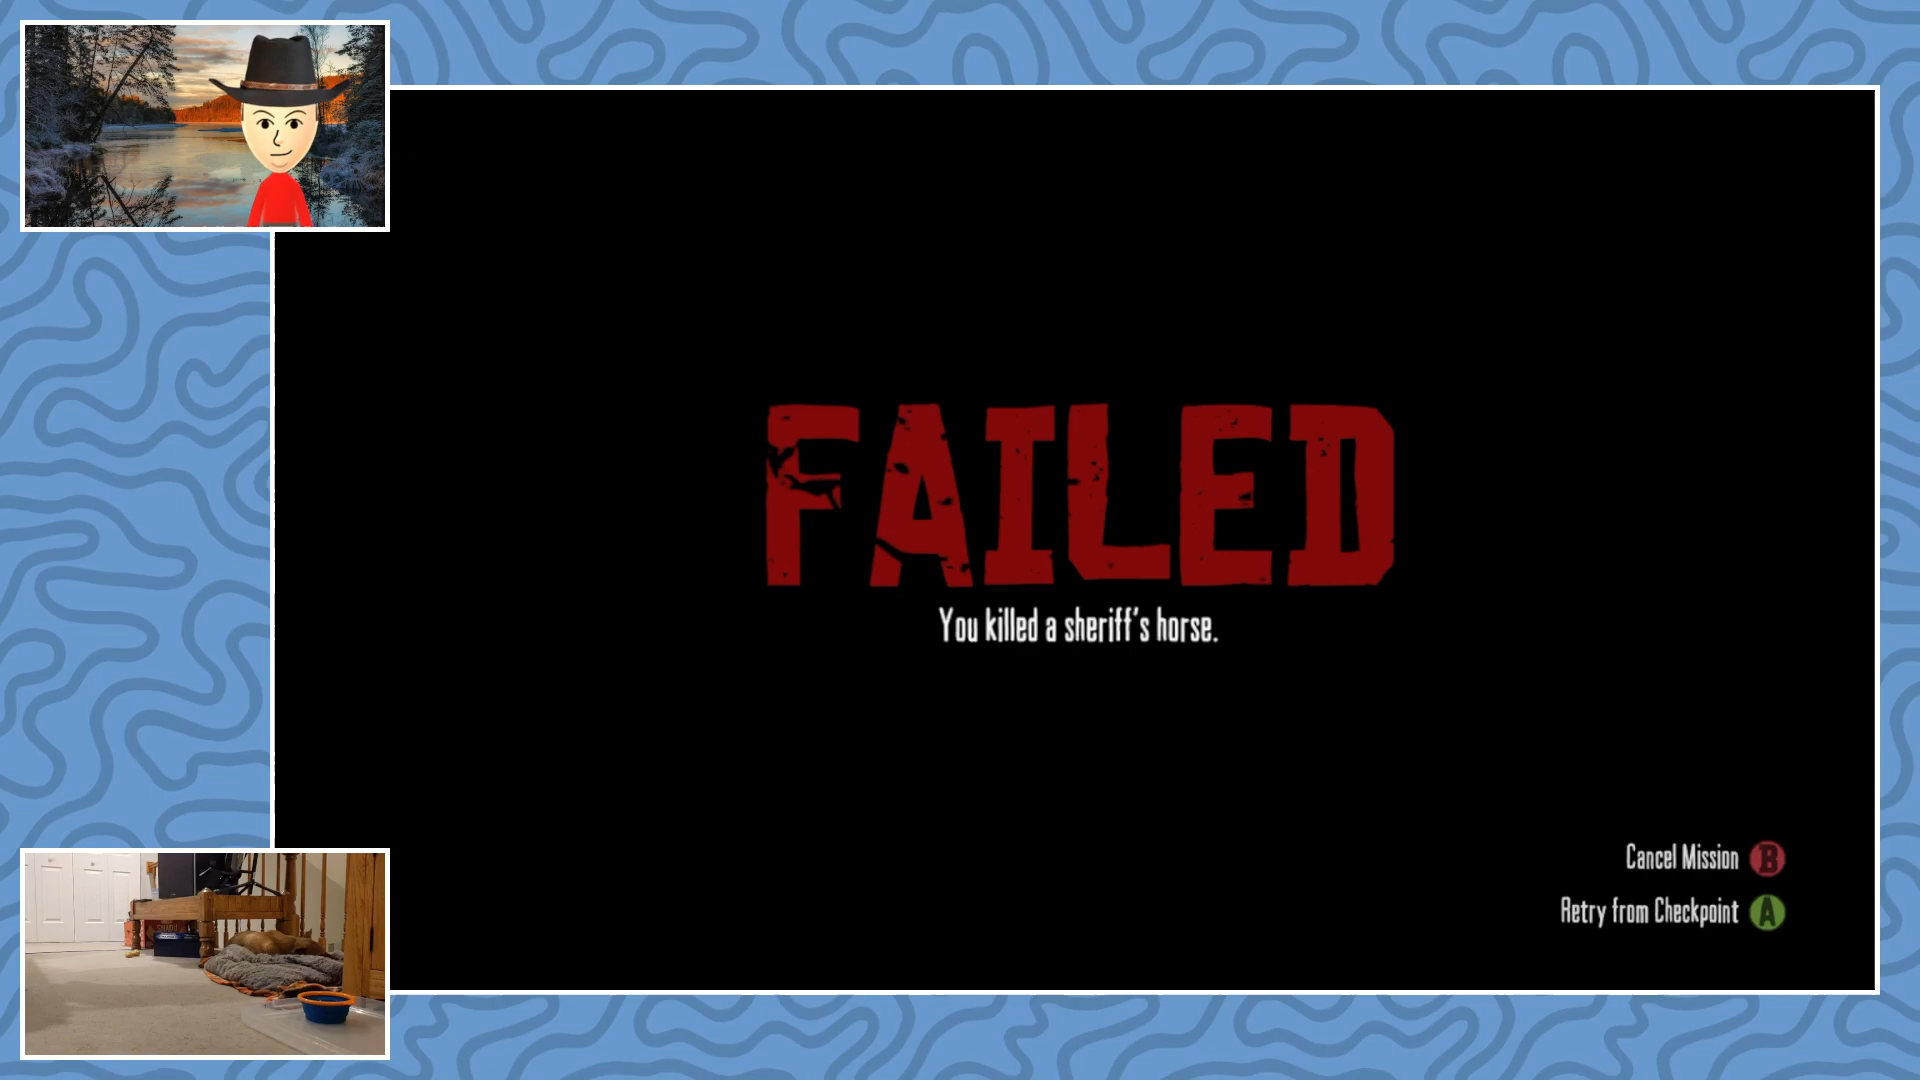 FAILED
You killed a sheriff's horse.
Cancel Mission B
Retry from Checkpoint A